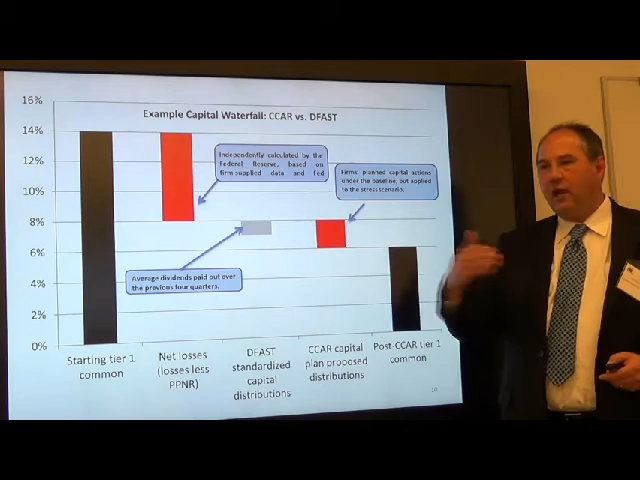 Example Capital Waterfall: CCAR vs. DFAST
16%
14%
12%
10%
8%
6%
4%
2%
0%
Independently calculated by the
Federal Reserve, based on
firm supplied data and Fed
Firms planned capital actions
under the baseline, but applied
to the stress scenario.
Average dividends paid out over
the previous four quarters.
Starting tier 1
common
Net losses
(losses less
PPNR)
DFAST
standardized
capital
distributions
CCAR capital
plan proposed
distributions
Post-CCAR tier 1
common